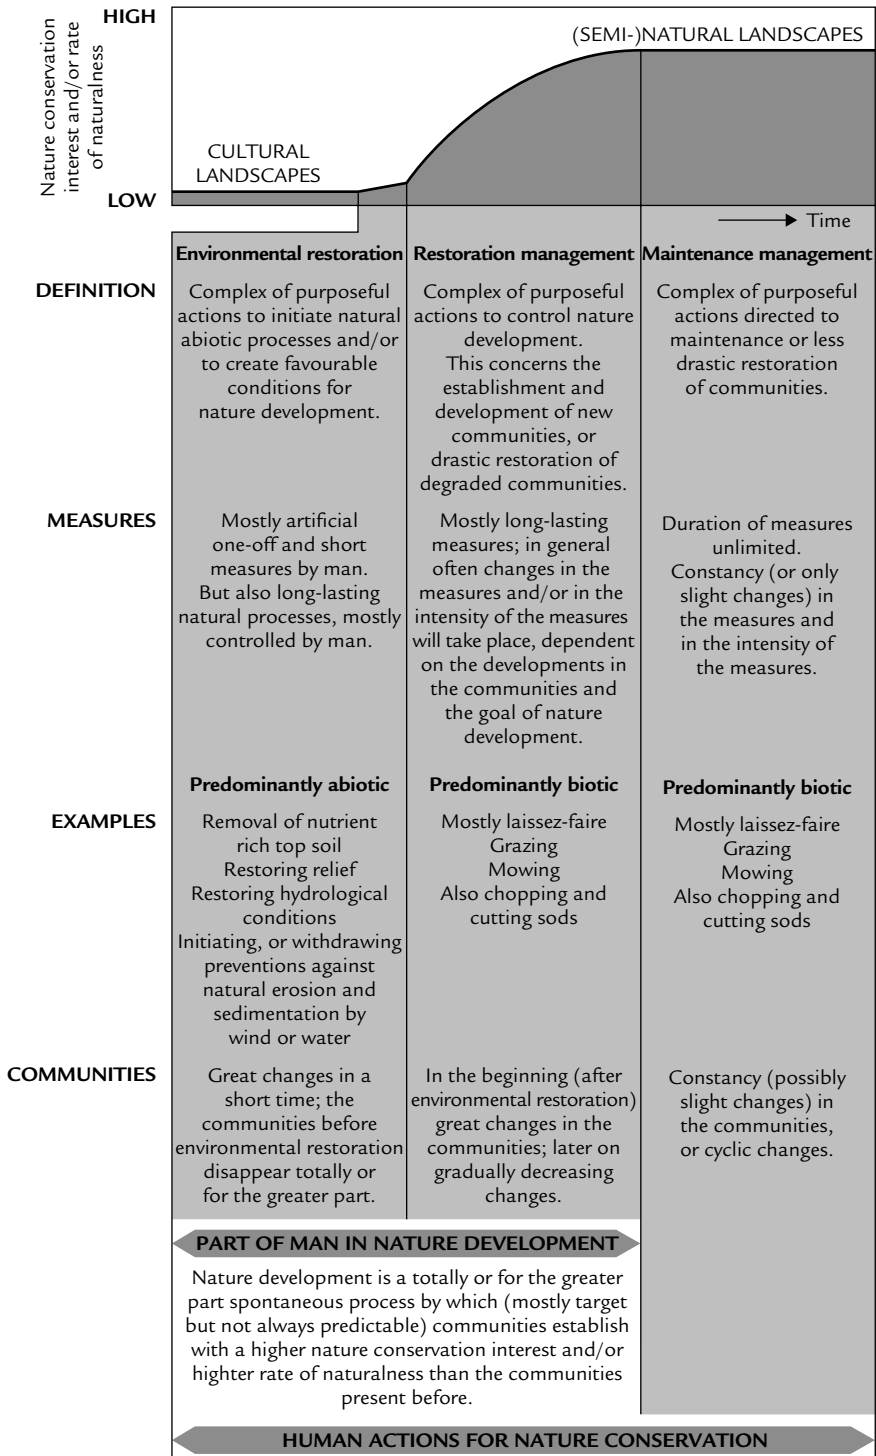 HIGH
Nature conservation
interest and/or rate
of naturalness
(SEMI-)NATURAL LANDSCAPES
CULTURAL
LANDSCAPES
LOW
Time
Environmental restoration
Restoration management
Maintenance management
DEFINITION
Complex of purposeful
actions to initiate natural
abiotic processes and/or
to create favourable
conditions for
nature development.
Complex of purposeful
actions to control nature
development.
This concerns the
establishment and
development of new
communities, or
drastic restoration of
degraded communities.
Complex of purposeful
actions directed to
maintenance or less
drastic restoration
of communities.
MEASURES
Mostly artificial
one-off and short
measures by man.
But also long-lasting
natural processes, mostly
controlled by man.
Mostly long-lasting
measures; in general
often changes in the
measures and/or in the
intensity of the measures
will take place, dependent
on the developments in
the communities and
the goal of nature
development.
Duration of measures
unlimited.
Constancy (or only
slight changes) in
the measures and
in the intensity of
the measures.
Predominantly abiotic
Predominantly biotic
Predominantly biotic
EXAMPLES
Removal of nutrient
rich top soil
Restoring relief
Restoring hydrological
conditions
Initiating, or withdrawing
preventions against
natural erosion and
sedimentation by
wind or water
Mostly laissez-faire
Grazing
Mowing
Also chopping and
cutting sods
Mostly laissez-faire
Grazing
Mowing
Also chopping and
cutting sods
COMMUNITIES
Great changes in a
short time; the
communities before
environmental restoration
disappear totally or
for the greater part.
In the beginning (after
environmental restoration)
great changes in the
communities; later on
gradually decreasing
changes.
Constancy (possibly
slight changes) in
the communities,
or cyclic changes.
PART OF MAN IN NATURE DEVELOPMENT
Nature development is a totally or for the greater
part spontaneous process by which (mostly target
but not always predictable) communities establish
with a higher nature conservation interest and/or
highter rate of naturalness than the communities
present before.
HUMAN ACTIONS FOR NATURE CONSERVATION